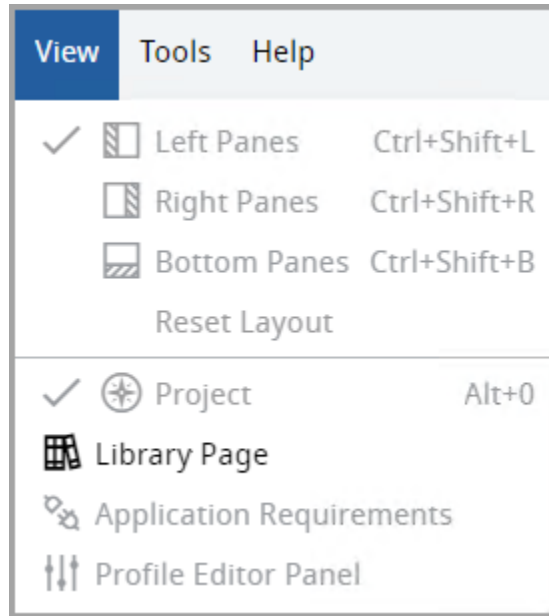 View Tools Help
Left Panes Ctrl+Shift+L
Right Panes Ctrl+Shift+R
Bottom Panes Ctrl+Shift+B
Reset Layout
Project Alt+0
Library Page
Application Requirements
Profile Editor Panel